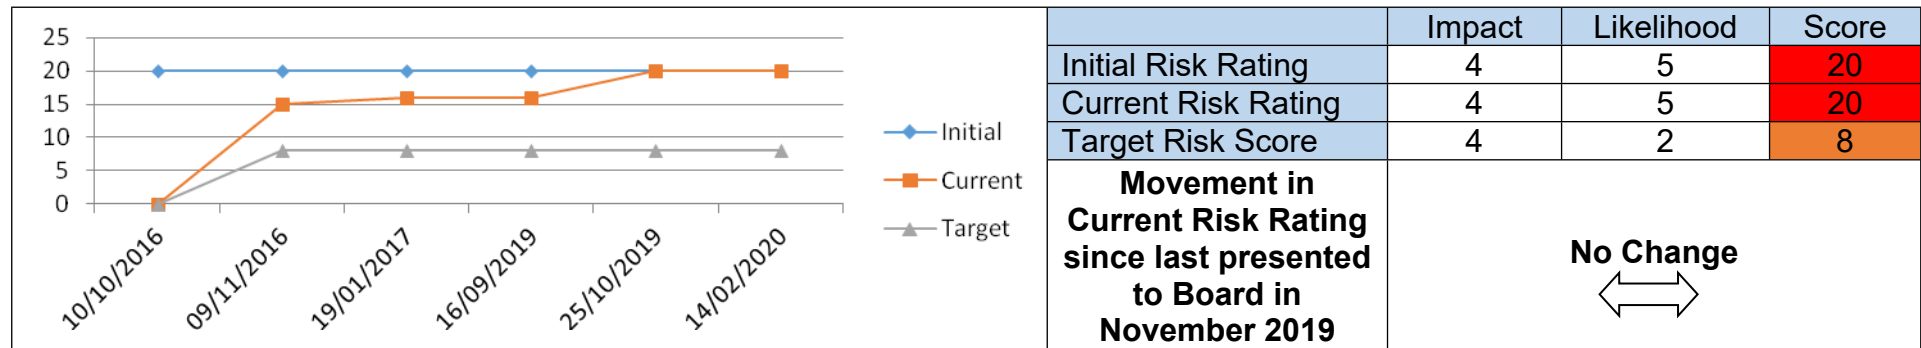 25
20
15
10
5
0
10/10/2016
09/11/2016
19/01/2017
16/09/2019
25/10/2019
14/02/2020
Initial
Current
Target
Impact Likelihood Score
Initial Risk Rating 4 5 20
Current Risk Rating 4 5 20
Target Risk Score 4 2 8
Movement in
Current Risk Rating
since last presented
to Board in
November 2019
No Change